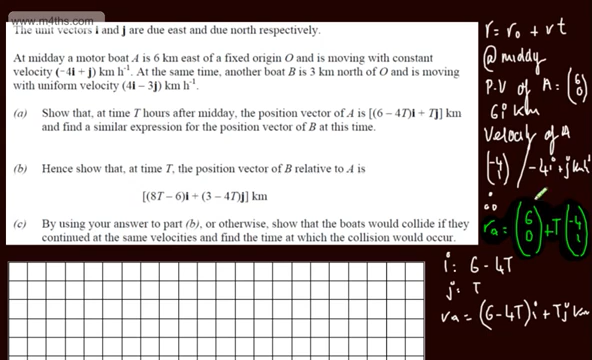 www.m4ths.com
The unit vectors i and j are due east and due north respectively.
At midday a motor boat A is 6 km east of a fixed origin O and is moving with constant
velocity (−4i + j) km h⁻¹. At the same time, another boat B is 3 km north of O and is moving
with uniform velocity (4i − 3j) km h⁻¹.
(a) Show that, at time T hours after midday, the position vector of A is [(6 − 4T)i + Tj] km
and find a similar expression for the position vector of B at this time.
(b) Hence show that, at time T, the position vector of B relative to A is
[(8T − 6)i + (3 − 4T)j] km
(c) By using your answer to part (b), or otherwise, show that the boats would collide if they
continued at the same velocities and find the time at which the collision would occur.
r = r₀ + vt
@ midday
P.V of A = (6 0)
6i km
Velocity of A
(-4 1) / -4i + j km h⁻¹
∴
ra = (6 0) + T(-4 1)
i: 6 - 4T
j: T
ra = (6 - 4T)i + Tj km